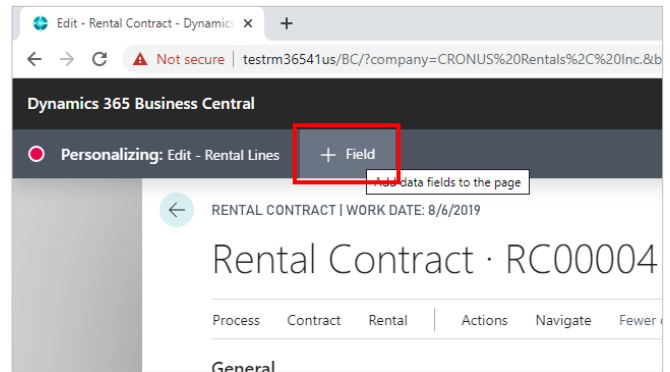 Edit - Rental Contract - Dynamics
Not secure | testrm36541us/BC/?company=CRONUS%20Rentals%2C%20Inc.&b
Dynamics 365 Business Central
Personalizing: Edit - Rental Lines + Field
Add data fields to the page
RENTAL CONTRACT | WORK DATE: 8/6/2019
Rental Contract · RC00004
Process Contract Rental Actions Navigate Fewer
General